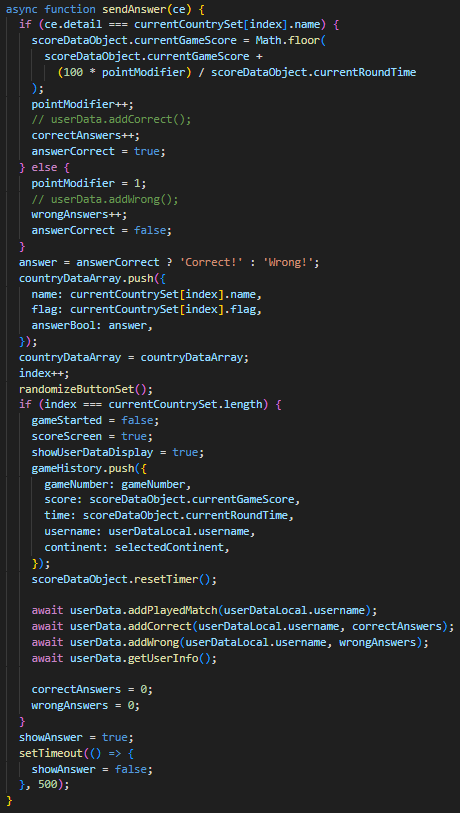 async function sendAnswer(ce) {
if (ce.detail === currentCountrySet[index].name) {
scoreDataObject.currentGameScore = Math.floor(
scoreDataObject.currentGameScore +
(100 * pointModifier) / scoreDataObject.currentRoundTime
);
pointModifier++;
// userData.addCorrect();
correctAnswers++;
answerCorrect = true;
} else {
pointModifier = 1;
// userData.addWrong();
wrongAnswers++;
answerCorrect = false;
}
answer = answerCorrect ? 'Correct!' : 'Wrong!';
countryDataArray.push({
name: currentCountrySet[index].name,
flag: currentCountrySet[index].flag,
answerBool: answer,
});
countryDataArray = countryDataArray;
index++;
randomizeButtonSet();
if (index === currentCountrySet.length) {
gameStarted = false;
scoreScreen = true;
showUserDataDisplay = true;
gameHistory.push({
gameNumber: gameNumber,
score: scoreDataObject.currentGameScore,
time: scoreDataObject.currentRoundTime,
username: userDataLocal.username,
continent: selectedContinent,
});
scoreDataObject.resetTimer();
await userData.addPlayedMatch(userDataLocal.username);
await userData.addCorrect(userDataLocal.username, correctAnswers);
await userData.addWrong(userDataLocal.username, wrongAnswers);
await userData.getUserInfo();
correctAnswers = 0;
wrongAnswers = 0;
}
showAnswer = true;
setTimeout(() => {
showAnswer = false;
}, 500);
}